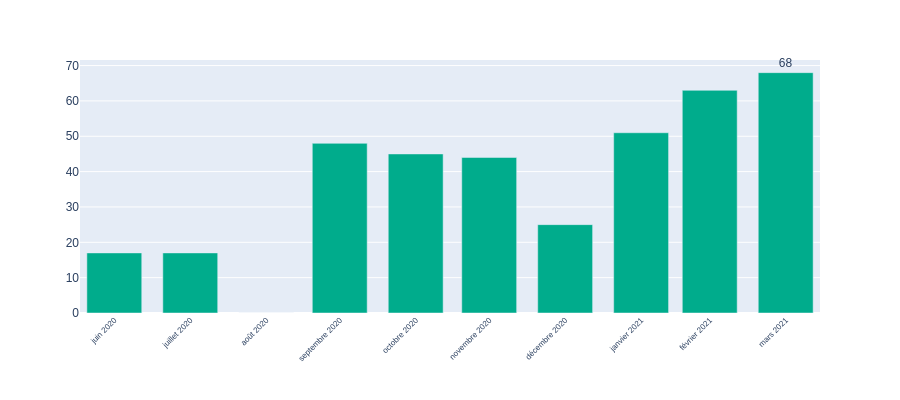 68
70
60
50
40
30
20
10
0
juin 2020
juillet 2020
août 2020
septembre 2020
octobre 2020
novembre 2020
décembre 2020
janvier 2021
février 2021
mars 2021